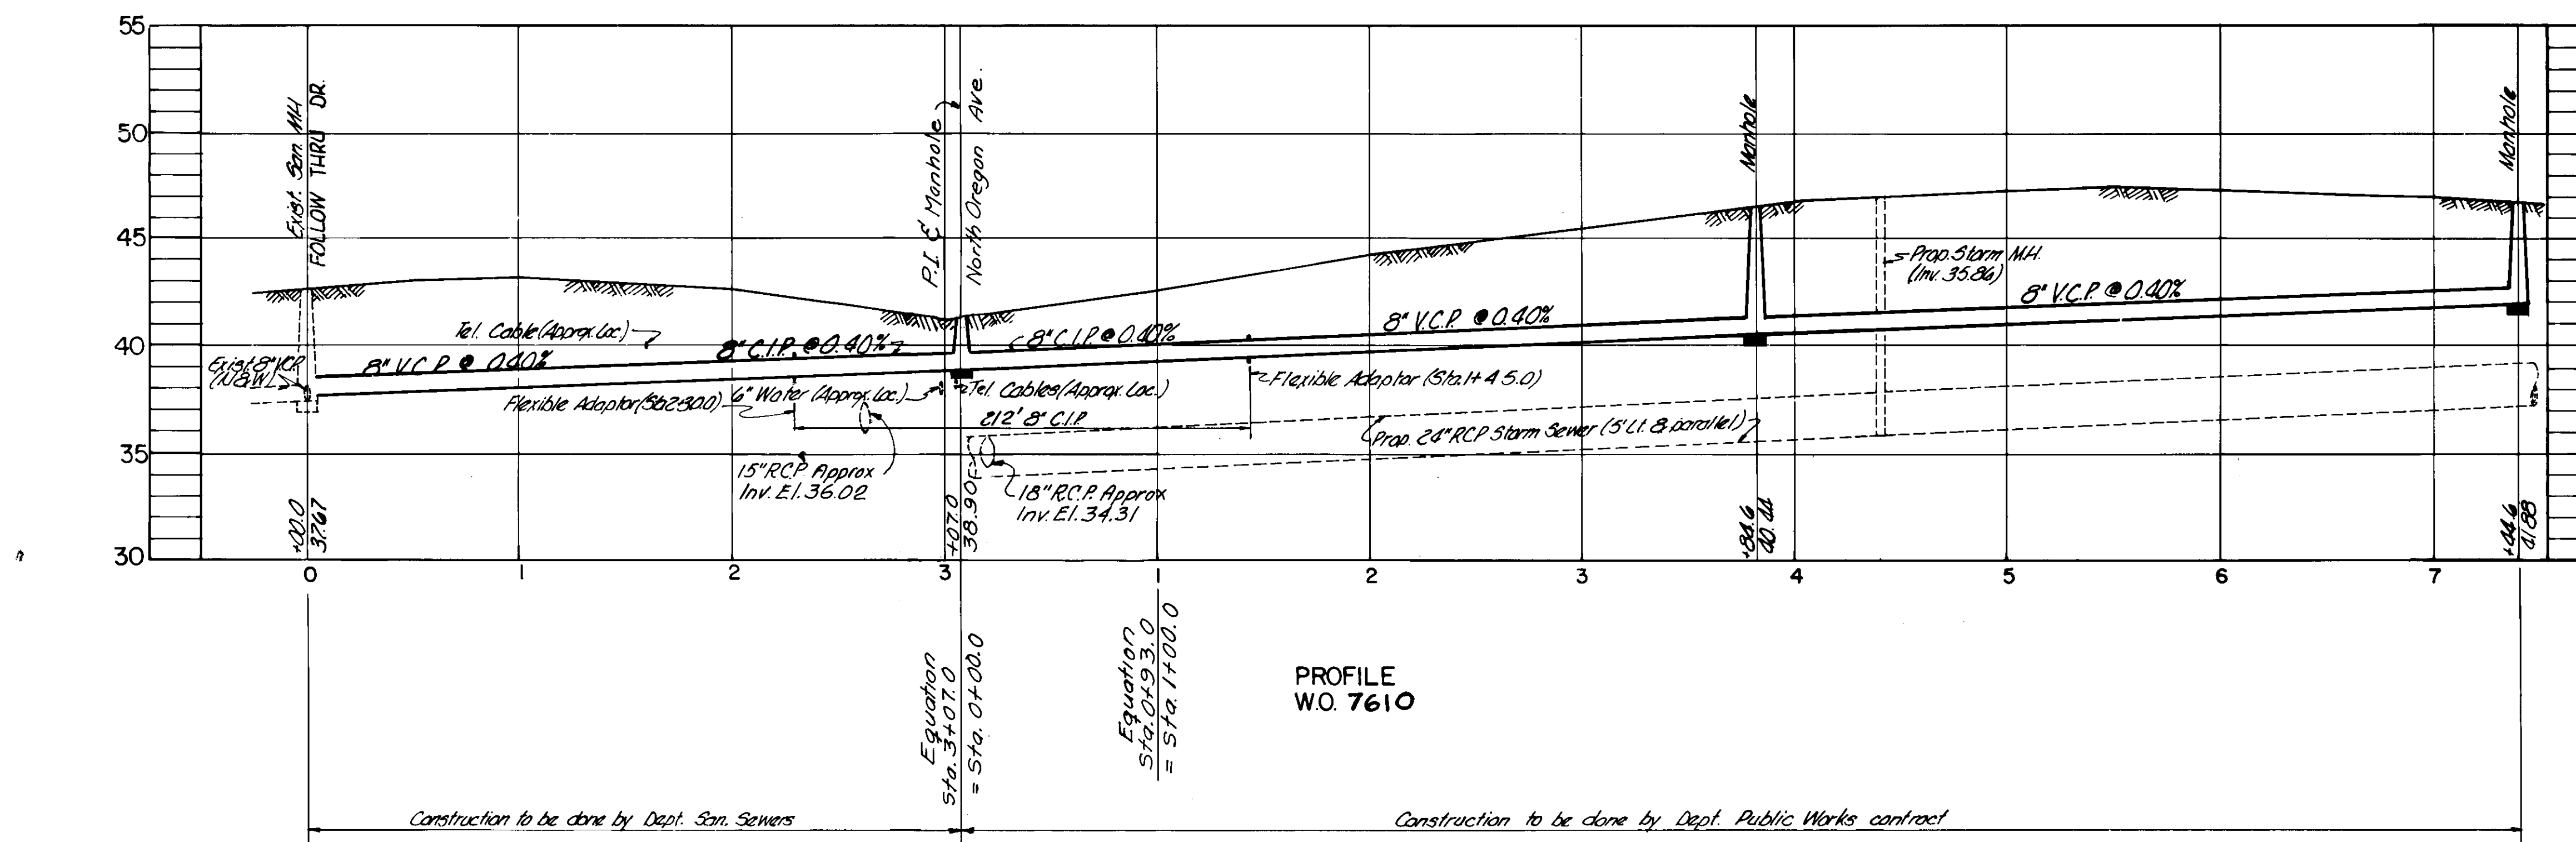 55
50
45
40
35
30
Exist. San. MH
FOLLOW THRU DR.
P.I. & Manhole
North Oregon Ave.
Manhole
Manhole
Prop. Storm M.H.
(Inv. 35.86)
8" V.C.P. @ 0.40%
8" V.C.P. @ 0.40%
Tel. Cable (Approx. Loc.)
8" C.I.P. @ 0.40%
8" C.I.P. @ 0.40%
Exist. 8" V.C.P.
(N.&W.)
8" V.C.P @ 0.40%
Flexible Adaptor (Sta. 2+30.0)
6" Water (Approx. Loc.)
Tel. Cables (Approx. Loc.)
Flexible Adaptor (Sta. 1+45.0)
212' 8" C.I.P.
Prop. 24" RCP Storm Sewer (5' Lt. & parallel)
15" R.C.P. Approx
Inv. El. 36.02
18" R.C.P. Approx
Inv. El. 34.31
+00.0
37.67
+07.0
38.90
+84.6
40.44
+44.6
41.88
0
1
2
3
1
2
3
4
5
6
7
Equation
Sta. 3+07.0
= Sta. 0+00.0
Equation
Sta. 0+93.0
= Sta. 1+00.0
PROFILE
W.O. 7610
Construction to be done by Dept. San. Sewers
Construction to be done by Dept. Public Works contract